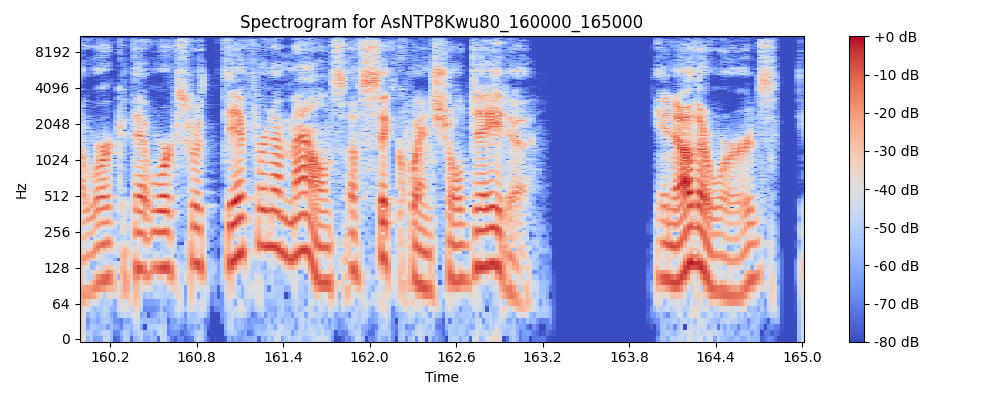 Spectrogram for AsNTP8Kwu80_160000_165000
8192
4096
2048
1024
512
256
128
64
0
Hz
160.2 160.8 161.4 162.0 162.6 163.2 163.8 164.4 165.0
Time
+0 dB
-10 dB
-20 dB
-30 dB
-40 dB
-50 dB
-60 dB
-70 dB
-80 dB